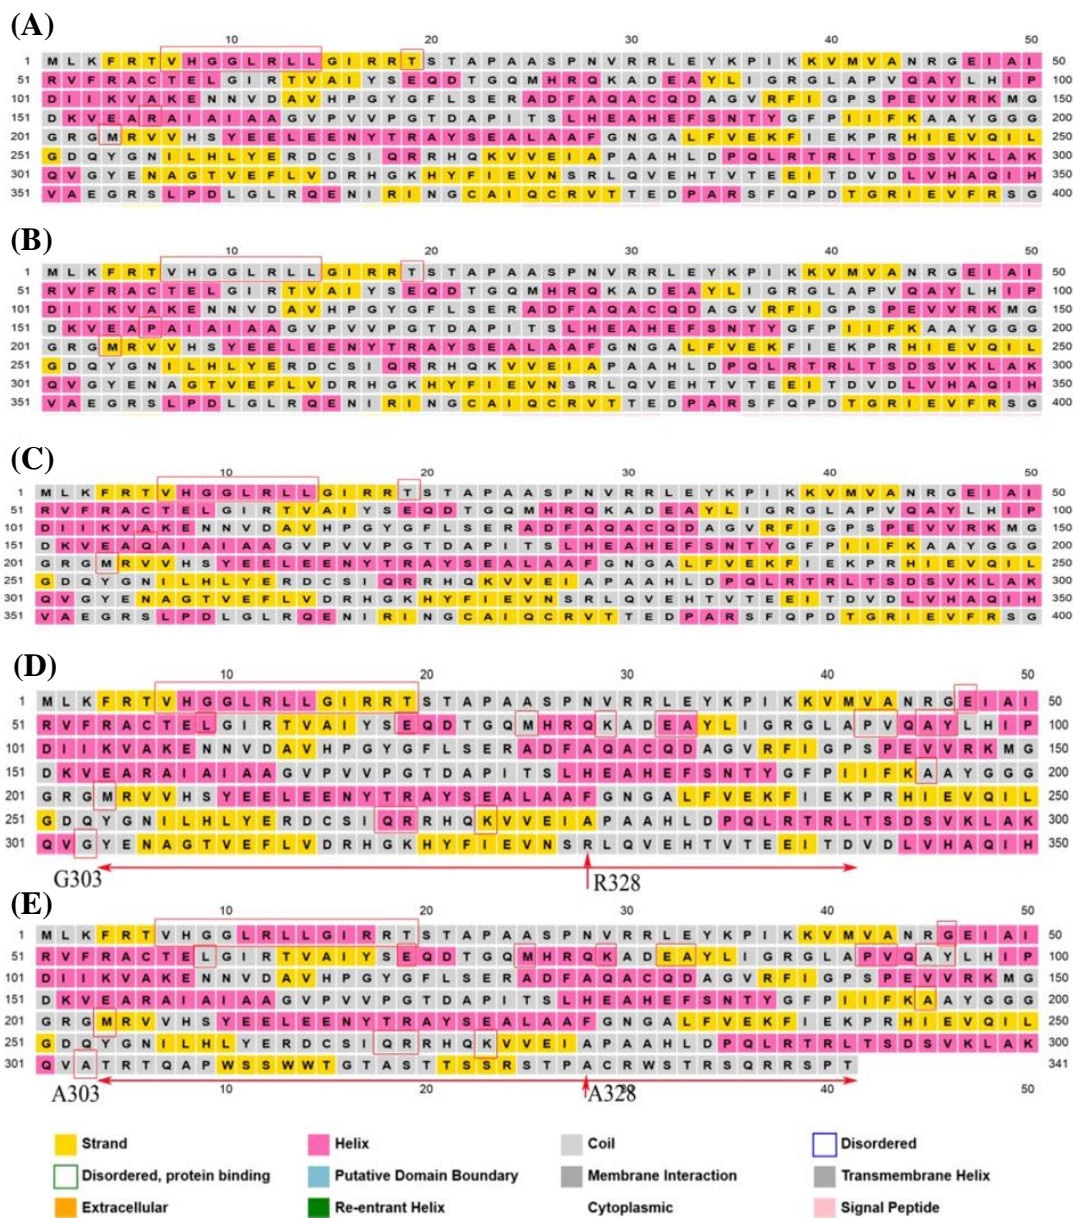 (A)
10 20 30 40 50
1 M L K F R T V H G G L R L L G I R R T S T A P A A S P N V R R L E Y K P I K K V M V A N R G E I A I 50
51 R V F R A C T E L G I R T V A I Y S E Q D T G Q M H R Q K A D E A Y L I G R G L A P V Q A Y L H I P 100
101 D I I K V A K E N N V D A V H P G Y G F L S E R A D F A Q A C Q D A G V R F I G P S P E V V R K M G 150
151 D K V E A R A I A I A A G V P V V P G T D A P I T S L H E A H E F S N T Y G F P I I F K A A Y G G G 200
201 G R G M R V V H S Y E E L E E N Y T R A Y S E A L A A F G N G A L F V E K F I E K P R H I E V Q I L 250
251 G D Q Y G N I L H L Y E R D C S I Q R R H Q K V V E I A P A A H L D P Q L R T R L T S D S V K L A K 300
301 Q V G Y E N A G T V E F L V D R H G K H Y F I E V N S R L Q V E H T V T E E I T D V D L V H A Q I H 350
351 V A E G R S L P D L G L R Q E N I R I N G C A I Q C R V T T E D P A R S F Q P D T G R I E V F R S G 400
(B)
10 20 30 40 50
1 M L K F R T V H G G L R L L G I R R T S T A P A A S P N V R R L E Y K P I K K V M V A N R G E I A I 50
51 R V F R A C T E L G I R T V A I Y S E Q D T G Q M H R Q K A D E A Y L I G R G L A P V Q A Y L H I P 100
101 D I I K V A K E N N V D A V H P G Y G F L S E R A D F A Q A C Q D A G V R F I G P S P E V V R K M G 150
151 D K V E A P A I A I A A G V P V V P G T D A P I T S L H E A H E F S N T Y G F P I I F K A A Y G G G 200
201 G R G M R V V H S Y E E L E E N Y T R A Y S E A L A A F G N G A L F V E K F I E K P R H I E V Q I L 250
251 G D Q Y G N I L H L Y E R D C S I Q R R H Q K V V E I A P A A H L D P Q L R T R L T S D S V K L A K 300
301 Q V G Y E N A G T V E F L V D R H G K H Y F I E V N S R L Q V E H T V T E E I T D V D L V H A Q I H 350
351 V A E G R S L P D L G L R Q E N I R I N G C A I Q C R V T T E D P A R S F Q P D T G R I E V F R S G 400
(C)
10 20 30 40 50
1 M L K F R T V H G G L R L L G I R R T S T A P A A S P N V R R L E Y K P I K K V M V A N R G E I A I 50
51 R V F R A C T E L G I R T V A I Y S E Q D T G Q M H R Q K A D E A Y L I G R G L A P V Q A Y L H I P 100
101 D I I K V A K E N N V D A V H P G Y G F L S E R A D F A Q A C Q D A G V R F I G P S P E V V R K M G 150
151 D K V E A Q A I A I A A G V P V V P G T D A P I T S L H E A H E F S N T Y G F P I I F K A A Y G G G 200
201 G R G M R V V H S Y E E L E E N Y T R A Y S E A L A A F G N G A L F V E K F I E K P R H I E V Q I L 250
251 G D Q Y G N I L H L Y E R D C S I Q R R H Q K V V E I A P A A H L D P Q L R T R L T S D S V K L A K 300
301 Q V G Y E N A G T V E F L V D R H G K H Y F I E V N S R L Q V E H T V T E E I T D V D L V H A Q I H 350
351 V A E G R S L P D L G L R Q E N I R I N G C A I Q C R V T T E D P A R S F Q P D T G R I E V F R S G 400
(D)
10 20 30 40 50
1 M L K F R T V H G G L R L L G I R R T S T A P A A S P N V R R L E Y K P I K K V M V A N R G E I A I 50
51 R V F R A C T E L G I R T V A I Y S E Q D T G Q M H R Q K A D E A Y L I G R G L A P V Q A Y L H I P 100
101 D I I K V A K E N N V D A V H P G Y G F L S E R A D F A Q A C Q D A G V R F I G P S P E V V R K M G 150
151 D K V E A R A I A I A A G V P V V P G T D A P I T S L H E A H E F S N T Y G F P I I F K A A Y G G G 200
201 G R G M R V V H S Y E E L E E N Y T R A Y S E A L A A F G N G A L F V E K F I E K P R H I E V Q I L 250
251 G D Q Y G N I L H L Y E R D C S I Q R R H Q K V V E I A P A A H L D P Q L R T R L T S D S V K L A K 300
301 Q V G Y E N A G T V E F L V D R H G K H Y F I E V N S R L Q V E H T V T E E I T D V D L V H A Q I H 350
G303 R328
(E)
10 20 30 40 50
1 M L K F R T V H G G L R L L G I R R T S T A P A A S P N V R R L E Y K P I K K V M V A N R G E I A I 50
51 R V F R A C T E L G I R T V A I Y S E Q D T G Q M H R Q K A D E A Y L I G R G L A P V Q A Y L H I P 100
101 D I I K V A K E N N V D A V H P G Y G F L S E R A D F A Q A C Q D A G V R F I G P S P E V V R K M G 150
151 D K V E A R A I A I A A G V P V V P G T D A P I T S L H E A H E F S N T Y G F P I I F K A A Y G G G 200
201 G R G M R V V H S Y E E L E E N Y T R A Y S E A L A A F G N G A L F V E K F I E K P R H I E V Q I L 250
251 G D Q Y G N I L H L Y E R D C S I Q R R H Q K V V E I A P A A H L D P Q L R T R L T S D S V K L A K 300
301 Q V A T R T Q A P W S S W W T G T A S T T S S R S T P A C R W S T R S Q R R S P T 341
A303 10 20 A328 40 50
Strand Helix Coil Disordered
Disordered, protein binding Putative Domain Boundary Membrane Interaction Transmembrane Helix
Extracellular Re-entrant Helix Cytoplasmic Signal Peptide